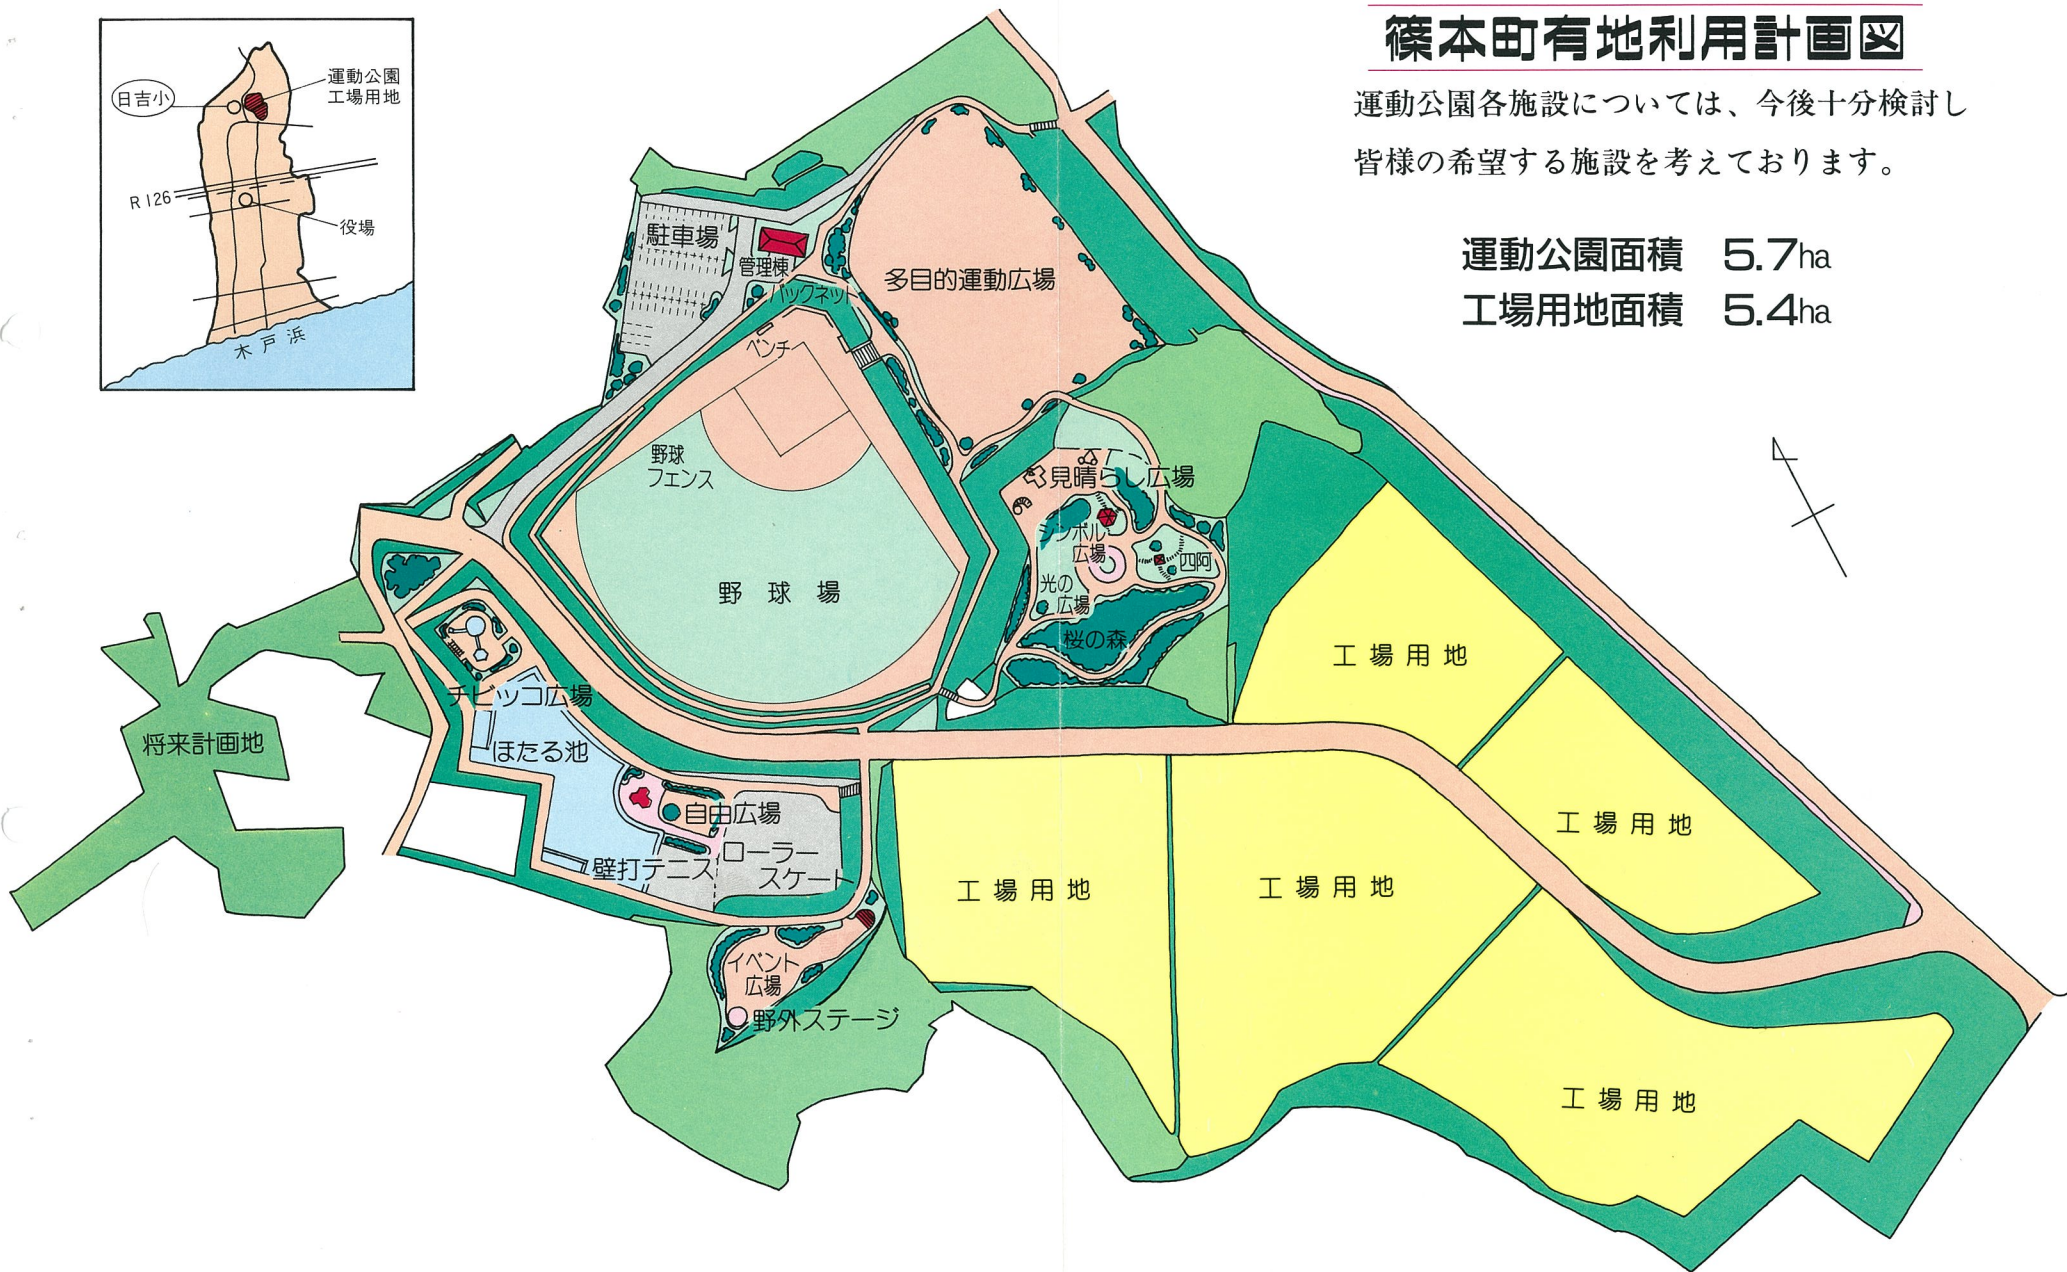 篠本町有地利用計画図
運動公園各施設については、今後十分検討し
皆様の希望する施設を考えております。
運動公園面積 5.7ha
工場用地面積 5.4ha
日吉小
運動公園
工場用地
R126
役場
木戸浜
駐車場
管理棟
バックネット
多目的運動広場
ベンチ
野球
フェンス
野球場
見晴らし広場
シンボル
広場
四阿
光の
広場
桜の森
チビッコ広場
ほたる池
将来計画地
自由広場
壁打テニス
ローラー
スケート
イベント
広場
野外ステージ
工場用地
工場用地
工場用地
工場用地
工場用地